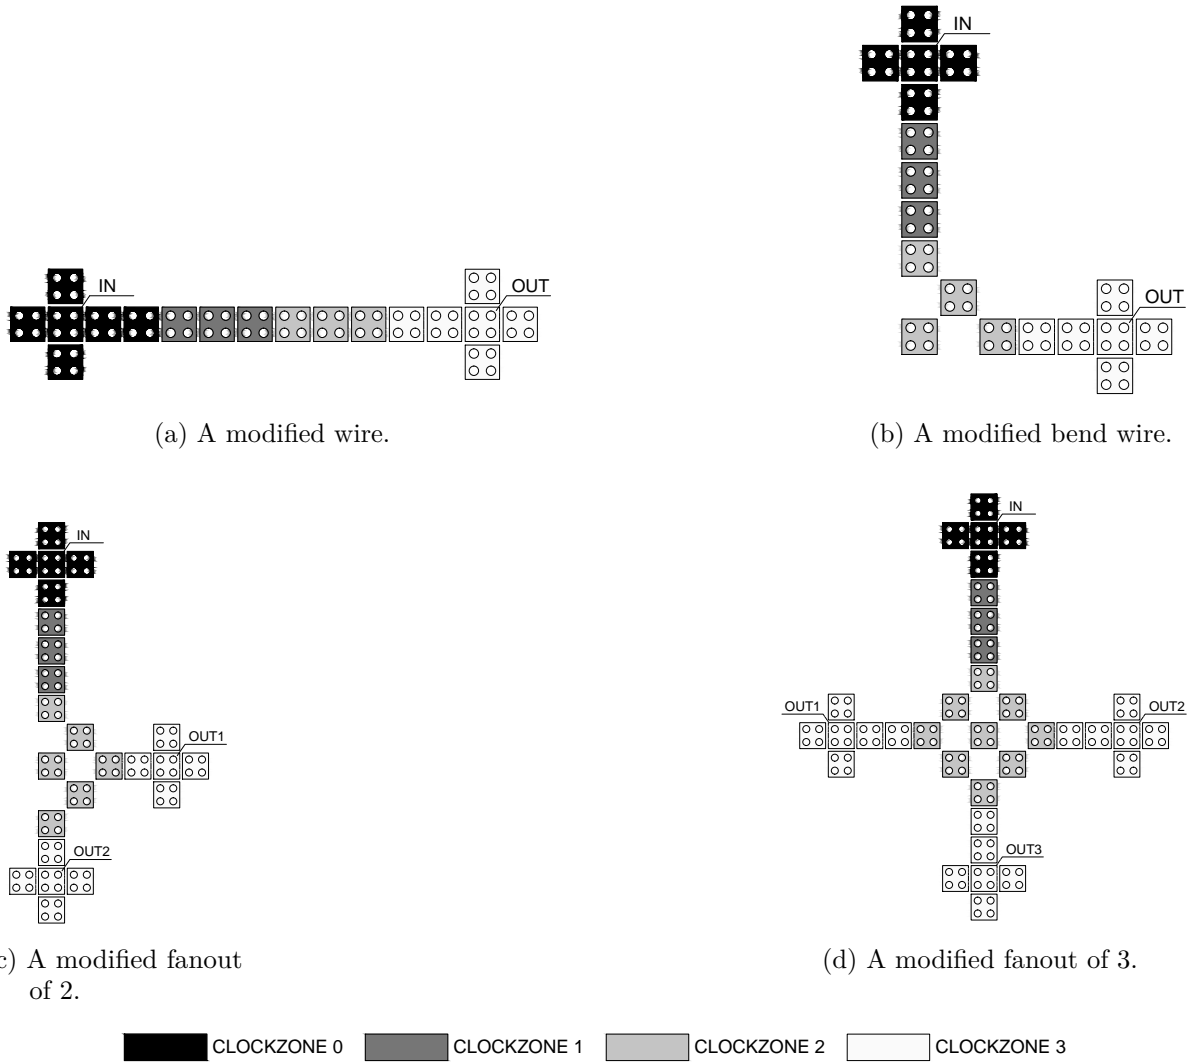 IN
IN
OUT
OUT
(a) A modified wire.
(b) A modified bend wire.
IN
IN
OUT1
OUT2
OUT1
OUT2
OUT3
) A modified fanout
of 2.
(d) A modified fanout of 3.
CLOCKZONE 0 CLOCKZONE 1 CLOCKZONE 2 CLOCKZONE 3